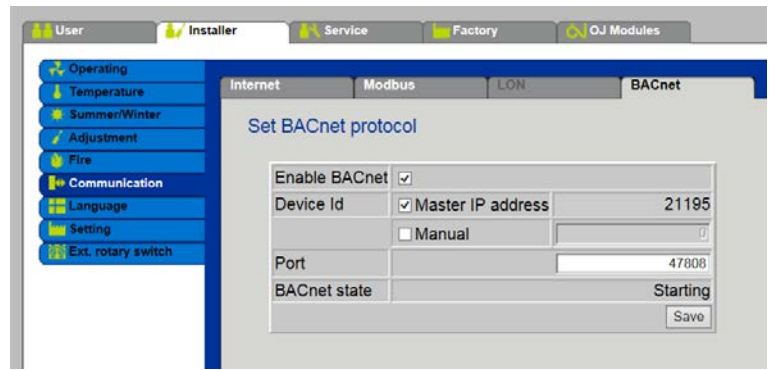 User Installer Service Factory OJ Modules
Operating
Temperature
Summer/Winter
Adjustment
Fire
Communication
Language
Setting
Ext. rotary switch
Internet Modbus LON BACnet
Set BACnet protocol
Enable BACnet
Device Id Master IP address 21195
Manual 0
Port 47808
BACnet state Starting
Save